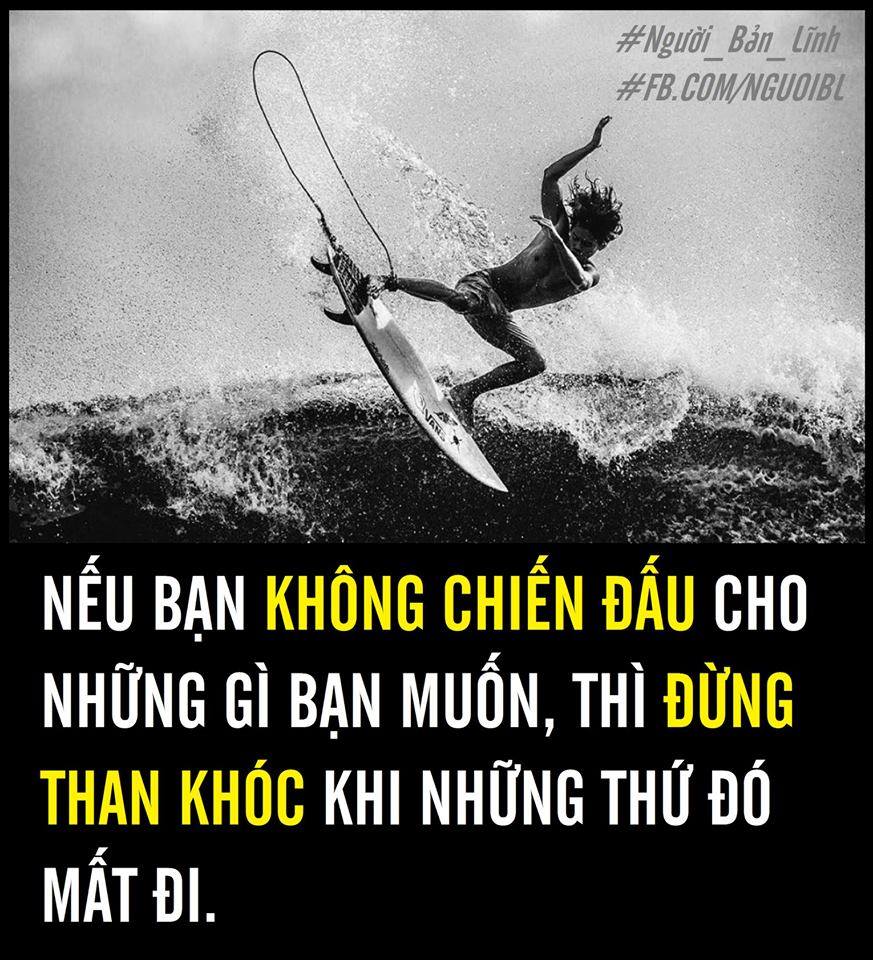 #Người_Bản_Lĩnh
#FB.COM/NGUOIBL
VANS
NẾU BẠN KHÔNG CHIẾN ĐẤU CHO
NHỮNG GÌ BẠN MUỐN, THÌ ĐỪNG
THAN KHÓC KHI NHỮNG THỨ ĐÓ
MẤT ĐI.